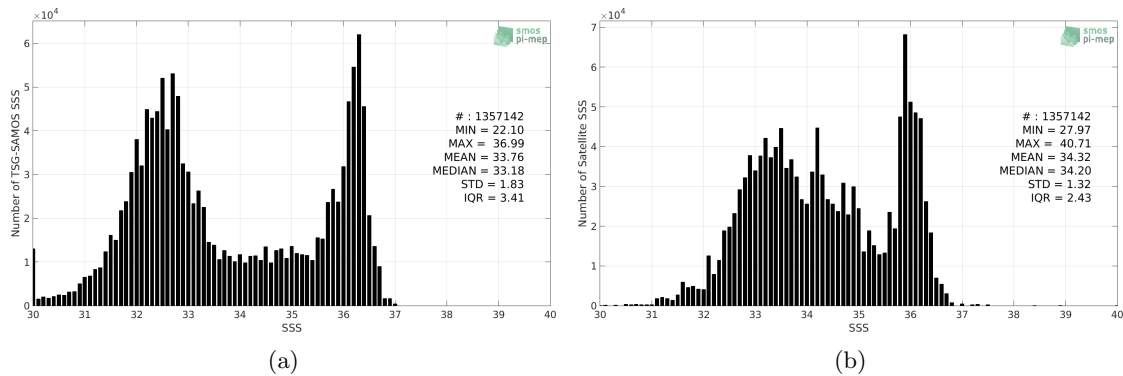 ×10⁴
6
5
4
3
2
1
0
Number of TSG-SAMOS SSS
30 31 32 33 34 35 36 37 38 39 40
SSS
smos
pi-mep
# : 1357142
MIN = 22.10
MAX = 36.99
MEAN = 33.76
MEDIAN = 33.18
STD = 1.83
IQR = 3.41
(a)
×10⁴
7
6
5
4
3
2
1
0
Number of Satellite SSS
30 31 32 33 34 35 36 37 38 39 40
SSS
smos
pi-mep
# : 1357142
MIN = 27.97
MAX = 40.71
MEAN = 34.32
MEDIAN = 34.20
STD = 1.32
IQR = 2.43
(b)